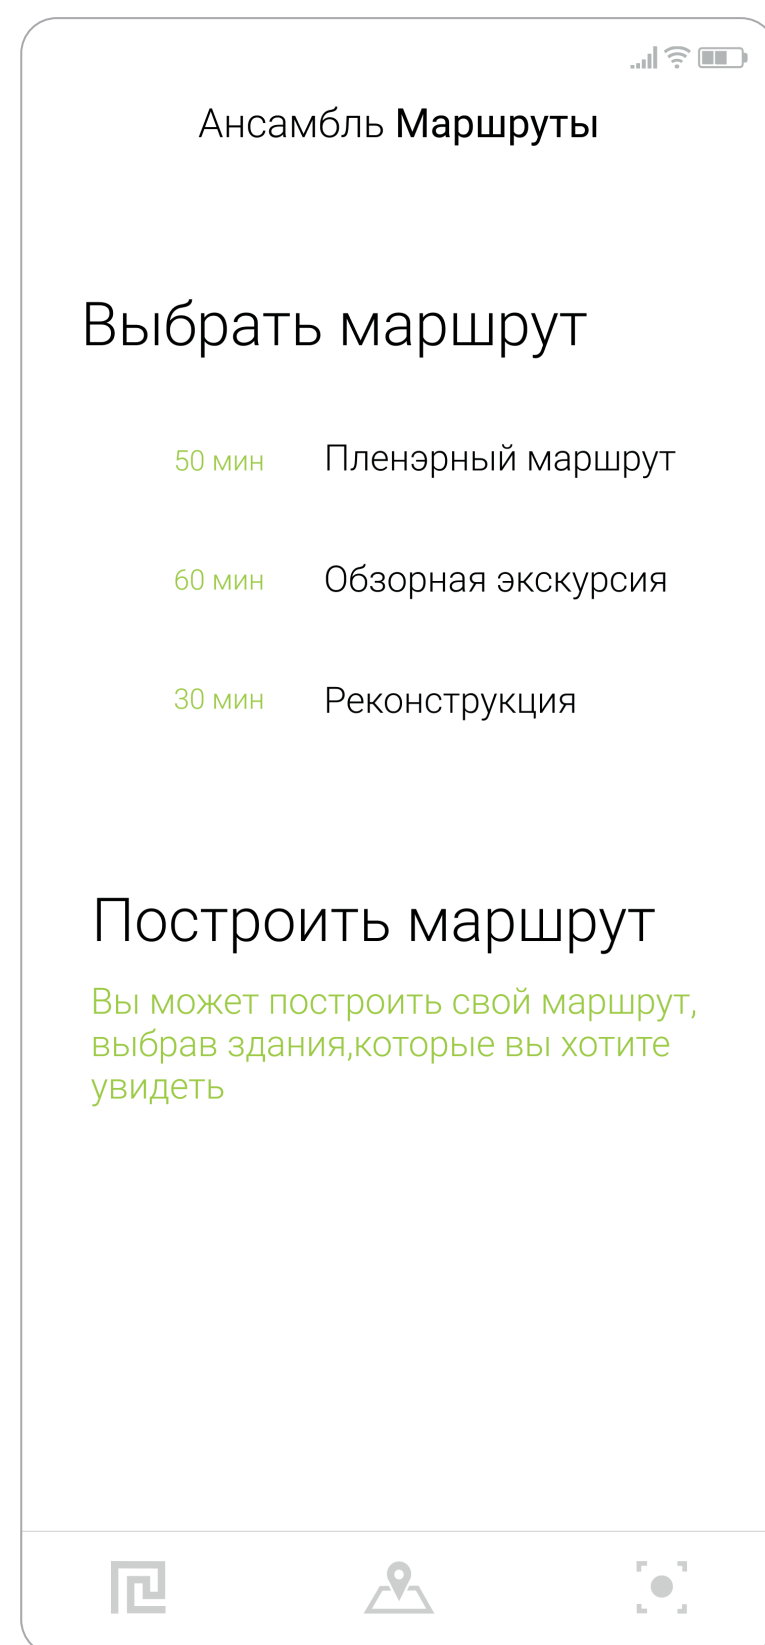 Ансамбль Маршруты
Выбрать маршрут
50 мин Пленэрный маршрут
60 мин Обзорная экскурсия
30 мин Реконструкция
Построить маршрут
Вы может построить свой маршрут,
выбрав здания,которые вы хотите
увидеть